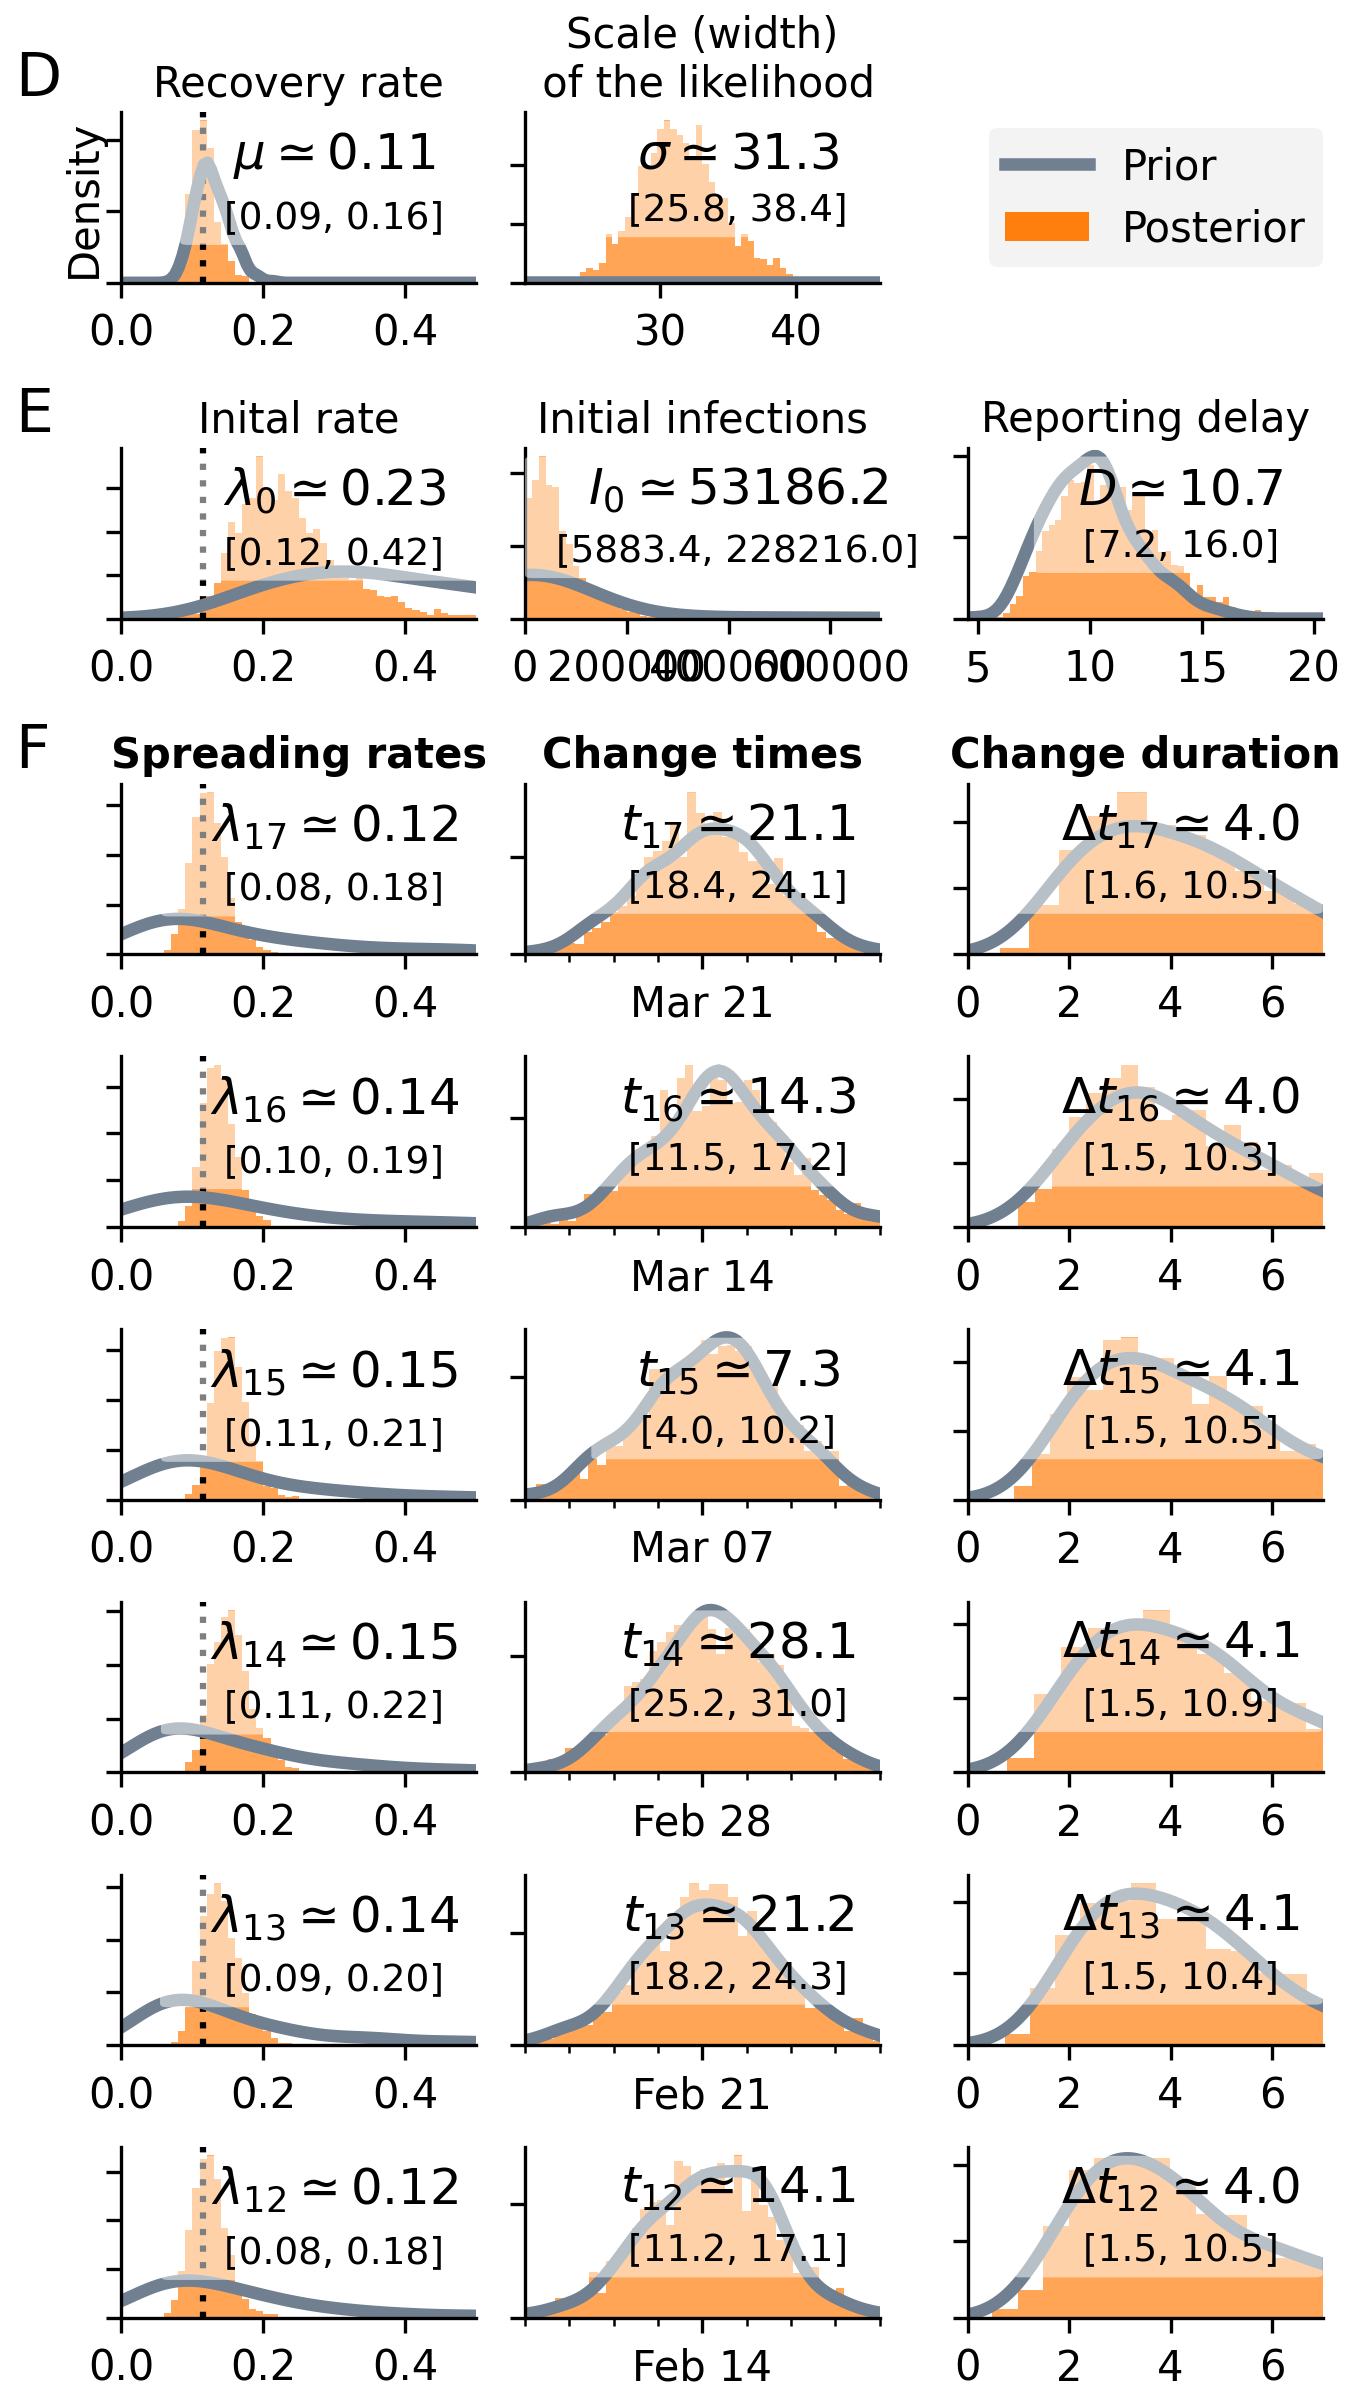 D
Recovery rate
Scale (width)
of the likelihood
Density
μ ≃ 0.11
[0.09, 0.16]
0.0 0.2 0.4
σ ≃ 31.3
[25.8, 38.4]
30 40
Prior
Posterior
E
Inital rate
λ0 ≃ 0.23
[0.12, 0.42]
0.0 0.2 0.4
Initial infections
I0 ≃ 53186.2
[5883.4, 228216.0]
0 200000 400000 600000
Reporting delay
D ≃ 10.7
[7.2, 16.0]
5 10 15 20
F
Spreading rates
Change times
Change duration
λ17 ≃ 0.12
[0.08, 0.18]
0.0 0.2 0.4
t17 ≃ 21.1
[18.4, 24.1]
Mar 21
Δt17 ≃ 4.0
[1.6, 10.5]
0 2 4 6
λ16 ≃ 0.14
[0.10, 0.19]
0.0 0.2 0.4
t16 ≃ 14.3
[11.5, 17.2]
Mar 14
Δt16 ≃ 4.0
[1.5, 10.3]
0 2 4 6
λ15 ≃ 0.15
[0.11, 0.21]
0.0 0.2 0.4
t15 ≃ 7.3
[4.0, 10.2]
Mar 07
Δt15 ≃ 4.1
[1.5, 10.5]
0 2 4 6
λ14 ≃ 0.15
[0.11, 0.22]
0.0 0.2 0.4
t14 ≃ 28.1
[25.2, 31.0]
Feb 28
Δt14 ≃ 4.1
[1.5, 10.9]
0 2 4 6
λ13 ≃ 0.14
[0.09, 0.20]
0.0 0.2 0.4
t13 ≃ 21.2
[18.2, 24.3]
Feb 21
Δt13 ≃ 4.1
[1.5, 10.4]
0 2 4 6
λ12 ≃ 0.12
[0.08, 0.18]
0.0 0.2 0.4
t12 ≃ 14.1
[11.2, 17.1]
Feb 14
Δt12 ≃ 4.0
[1.5, 10.5]
0 2 4 6